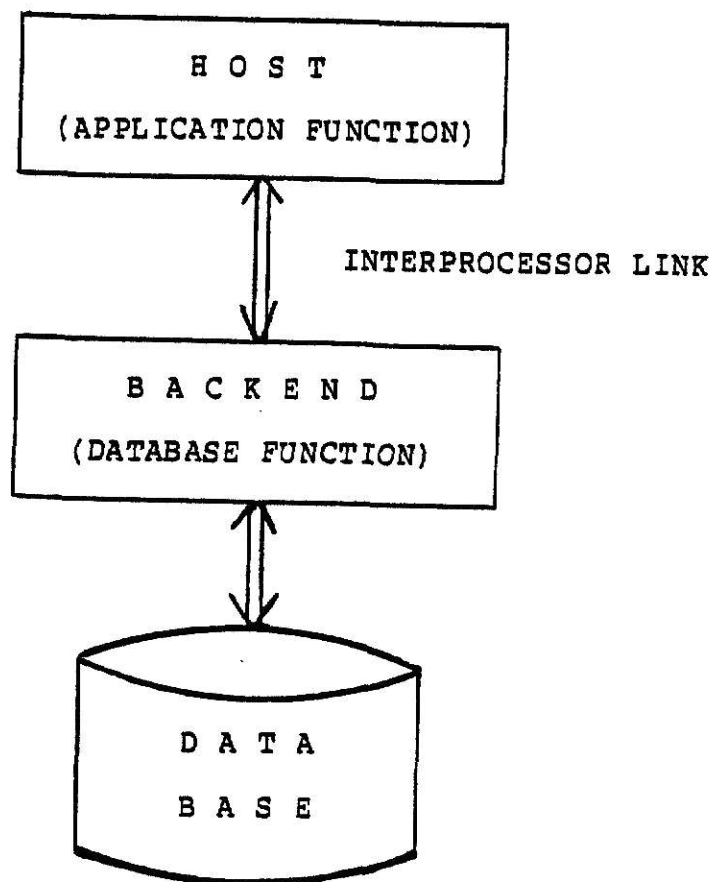 H O S T
(APPLICATION FUNCTION)
INTERPROCESSOR LINK
B A C K E N D
(DATABASE FUNCTION)
D A T A
B A S E